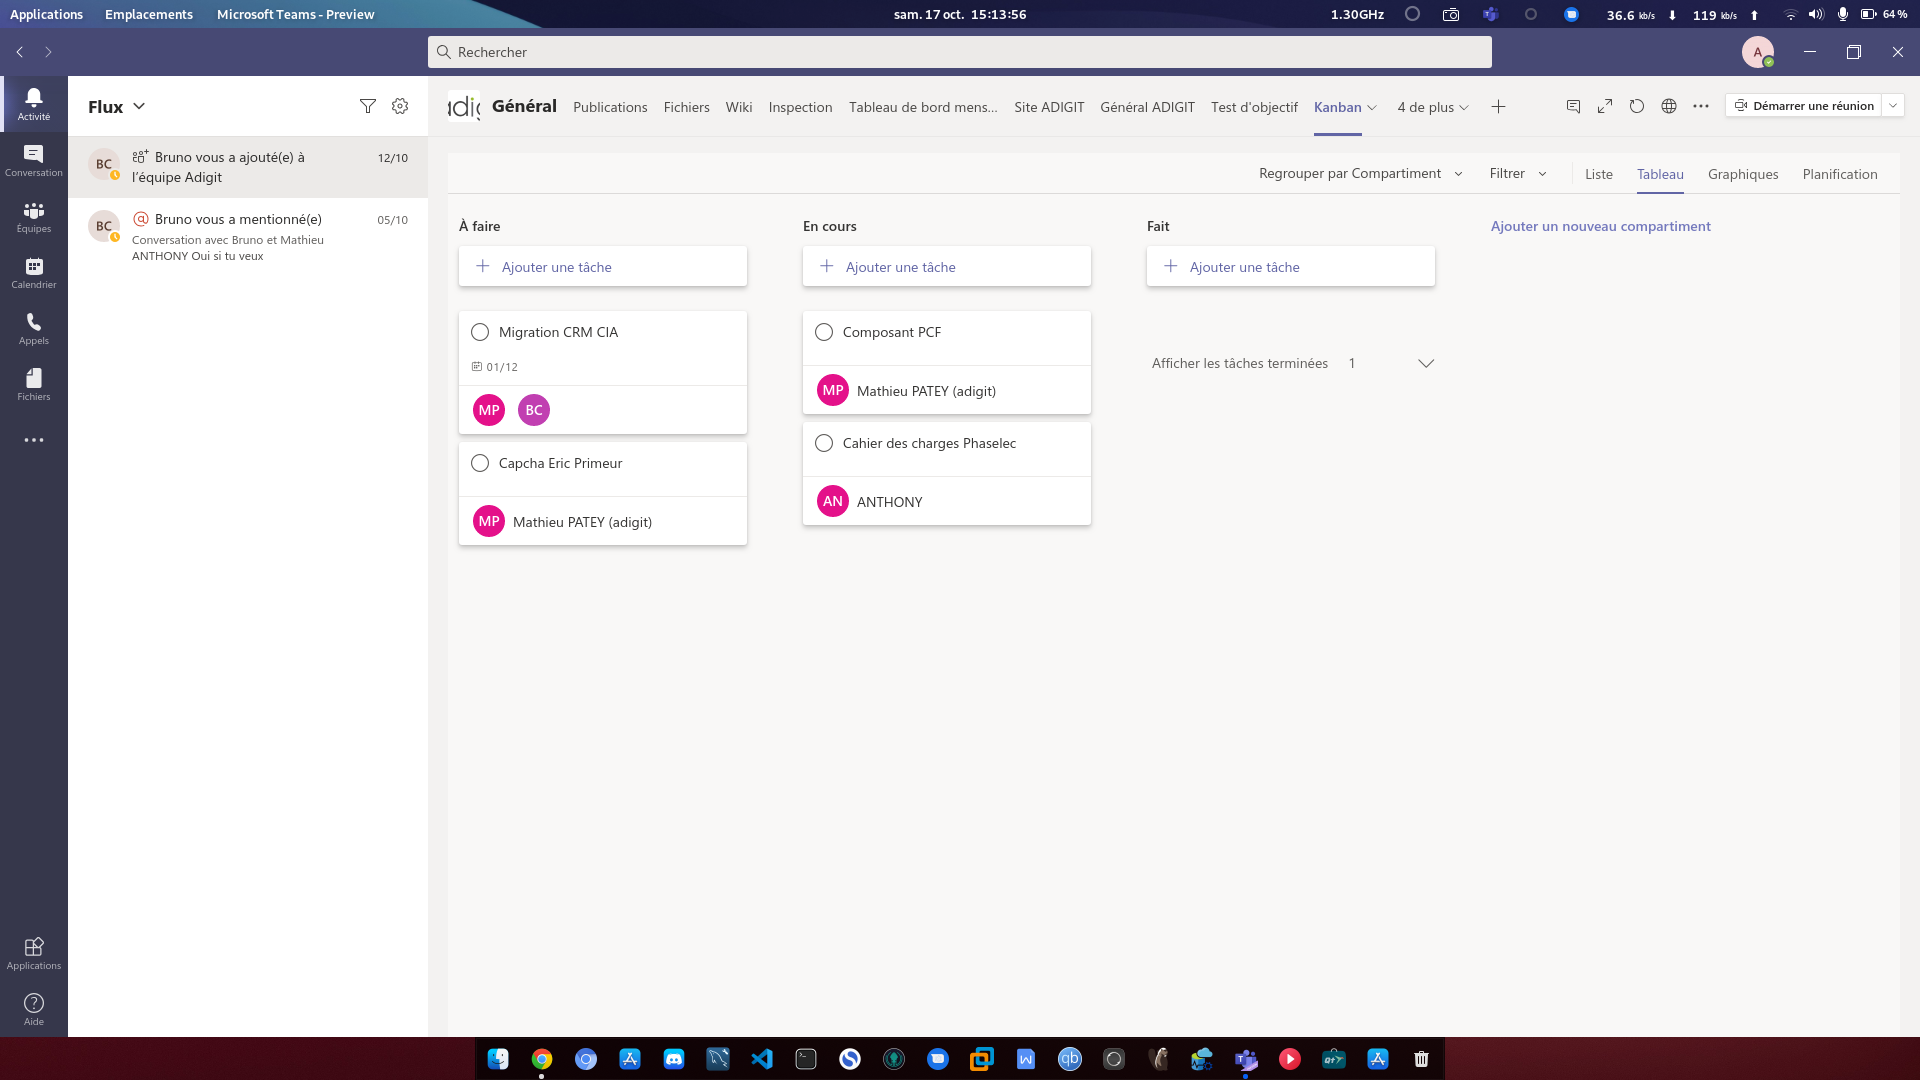 Applications Emplacements Microsoft Teams - Preview sam. 17 oct. 15:13:56 1.30GHz 36.6 kb/s 119 kb/s 64 %
Rechercher
A
Activité
Conversation
Équipes
Calendrier
Appels
Fichiers
Applications
Aide
Flux
BC
Bruno vous a ajouté(e) à 12/10
l’équipe Adigit
BC
Bruno vous a mentionné(e) 05/10
Conversation avec Bruno et Mathieu
ANTHONY Oui si tu veux
Général Publications Fichiers Wiki Inspection Tableau de bord mens... Site ADIGIT Général ADIGIT Test d'objectif Kanban 4 de plus Démarrer une réunion
Regrouper par Compartiment Filtrer Liste Tableau Graphiques Planification
À faire
Ajouter une tâche
Migration CRM CIA
01/12
MP BC
Capcha Eric Primeur
MP Mathieu PATEY (adigit)
En cours
Ajouter une tâche
Composant PCF
MP Mathieu PATEY (adigit)
Cahier des charges Phaselec
AN ANTHONY
Fait
Ajouter une tâche
Afficher les tâches terminées 1
Ajouter un nouveau compartiment
qb